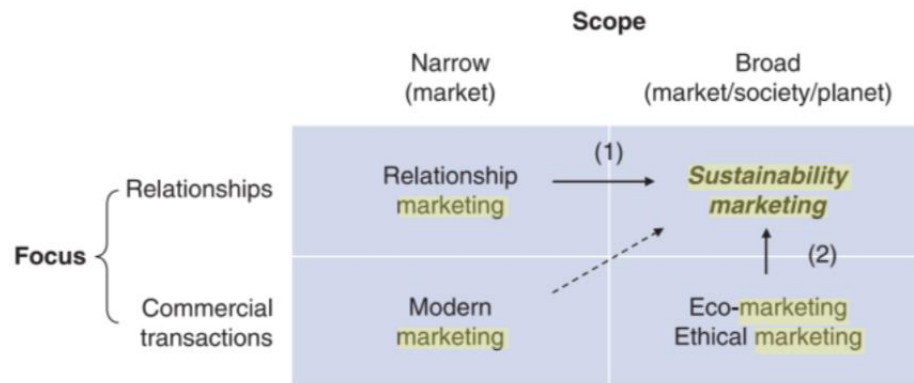 Scope
Narrow
(market)
Broad
(market/society/planet)
Focus
Relationships
Relationship
marketing
(1)
Sustainability
marketing
(2)
Commercial
transactions
Modern
marketing
Eco-marketing
Ethical marketing